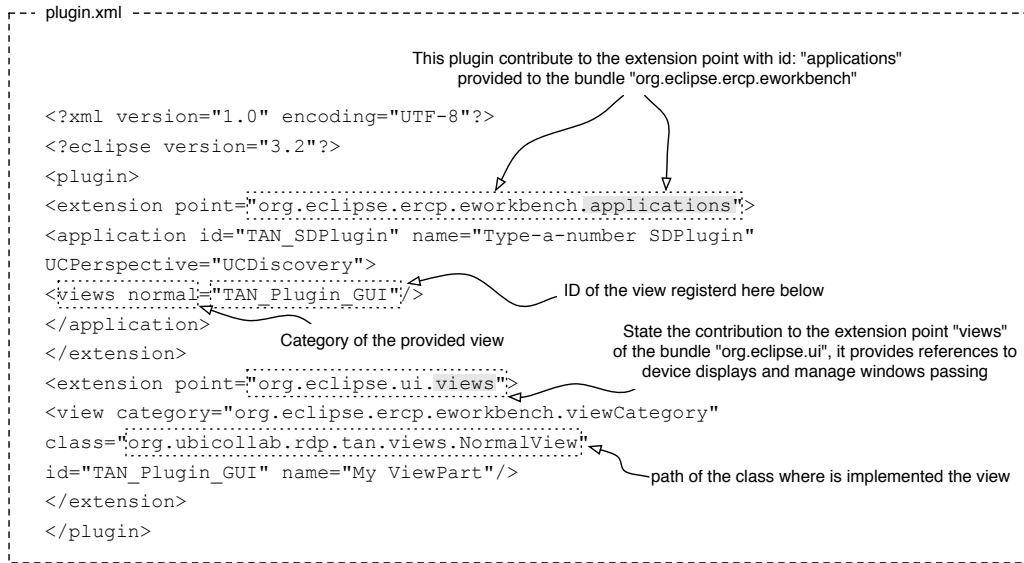 plugin.xml
This plugin contribute to the extension point with id: "applications"
provided to the bundle "org.eclipse.ercp.eworkbench"
<?xml version="1.0" encoding="UTF-8"?>
<?eclipse version="3.2"?>
<plugin>
<extension point="org.eclipse.ercp.eworkbench.applications">
<application id="TAN_SDPlugin" name="Type-a-number SDPlugin"
UCPerspective="UCDiscovery">
<views normal="TAN_Plugin_GUI"/>
ID of the view registerd here below
</application>
Category of the provided view
</extension>
State the contribution to the extension point "views"
of the bundle "org.eclipse.ui", it provides references to
device displays and manage windows passing
<extension point="org.eclipse.ui.views">
<view category="org.eclipse.ercp.eworkbench.viewCategory"
class="org.ubicollab.rdp.tan.views.NormalView"
id="TAN_Plugin_GUI" name="My ViewPart"/>
path of the class where is implemented the view
</extension>
</plugin>